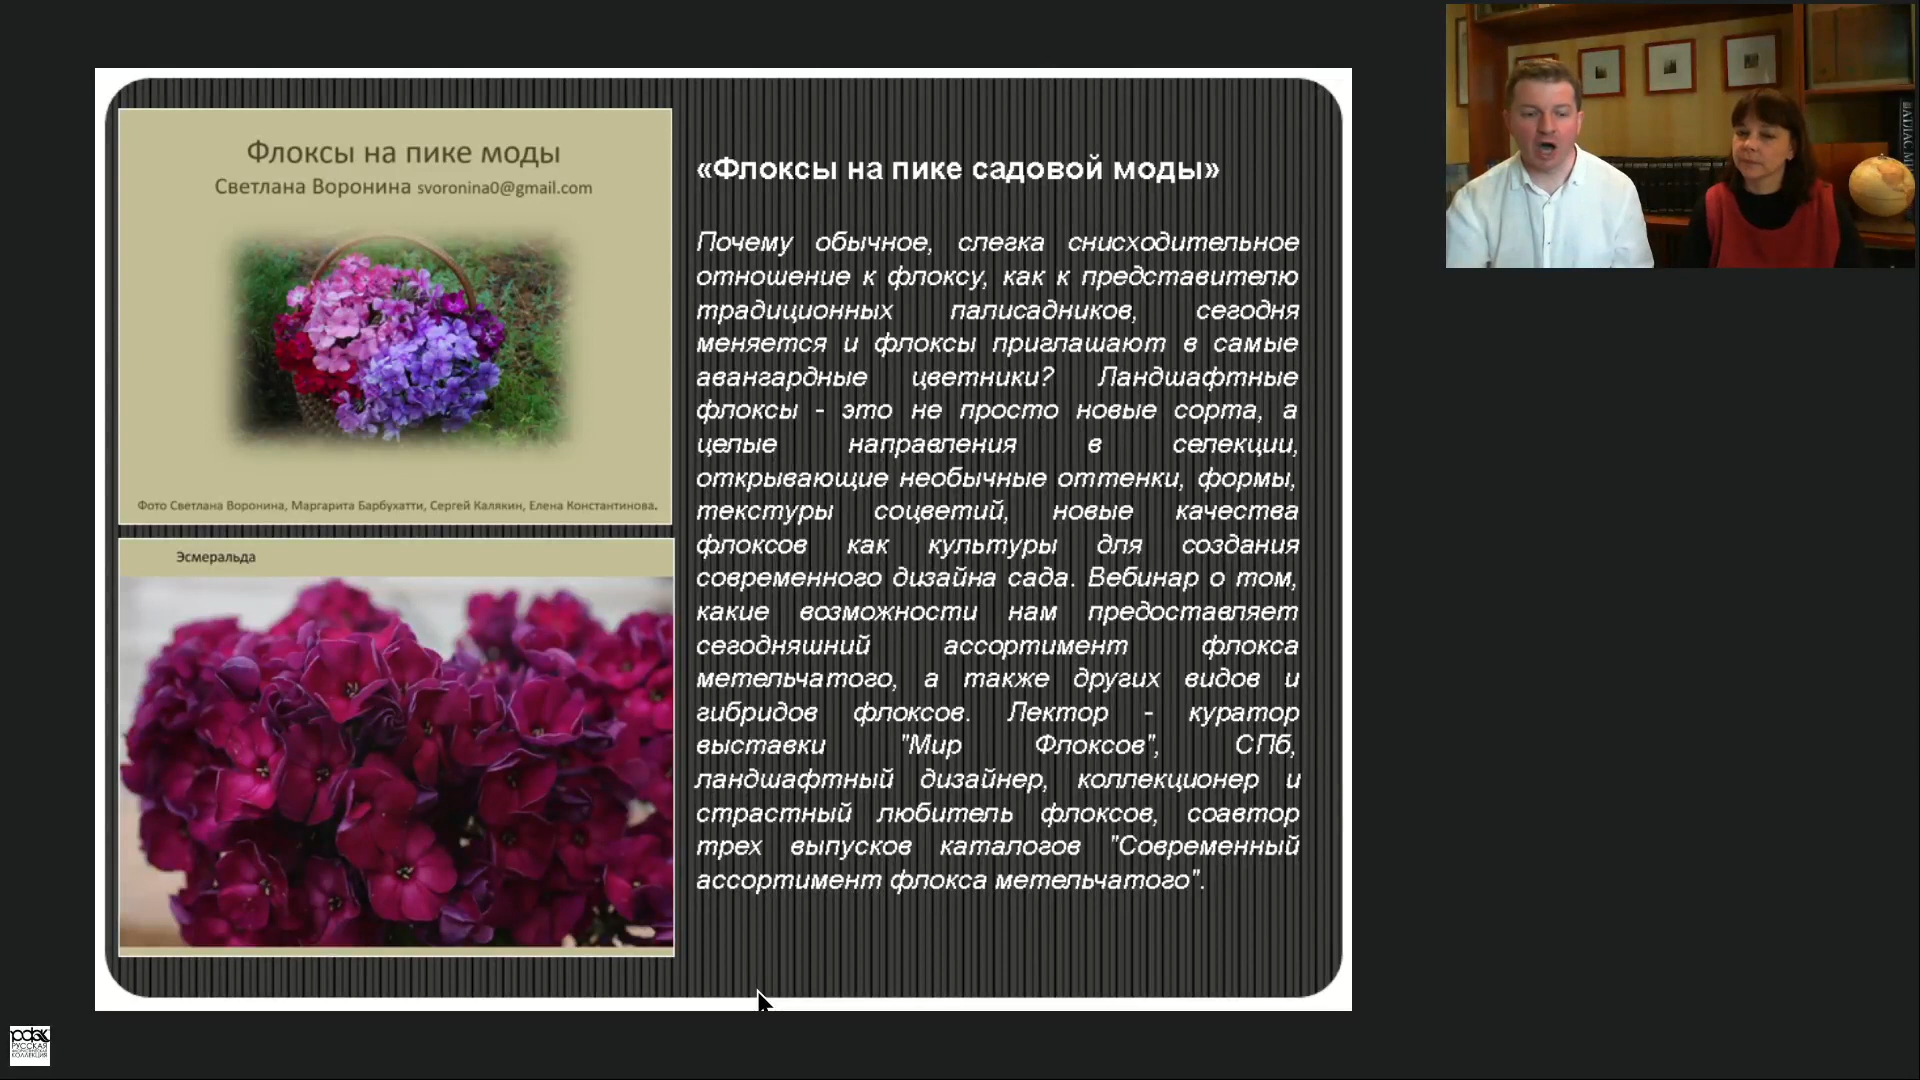 Флоксы на пике моды
Светлана Воронина svoronina0@gmail.com
Фото Светлана Воронина, Маргарита Барбухатти, Сергей Калякин, Елена Константинова.
Эсмеральда
«Флоксы на пике садовой моды»
Почему обычное, слегка снисходительное
отношение к флоксу, как к представителю
традиционных палисадников, сегодня
меняется и флоксы приглашают в самые
авангардные цветники? Ландшафтные
флоксы - это не просто новые сорта, а
целые направления в селекции,
открывающие необычные оттенки, формы,
текстуры соцветий, новые качества
флоксов как культуры для создания
современного дизайна сада. Вебинар о том,
какие возможности нам предоставляет
сегодняшний ассортимент флокса
метельчатого, а также других видов и
гибридов флоксов. Лектор - куратор
выставки "Мир Флоксов", СПб,
ландшафтный дизайнер, коллекционер и
страстный любитель флоксов, соавтор
трех выпусков каталогов "Современный
ассортимент флокса метельчатого".
РУССКАЯ
КОЛЛЕКЦИЯ